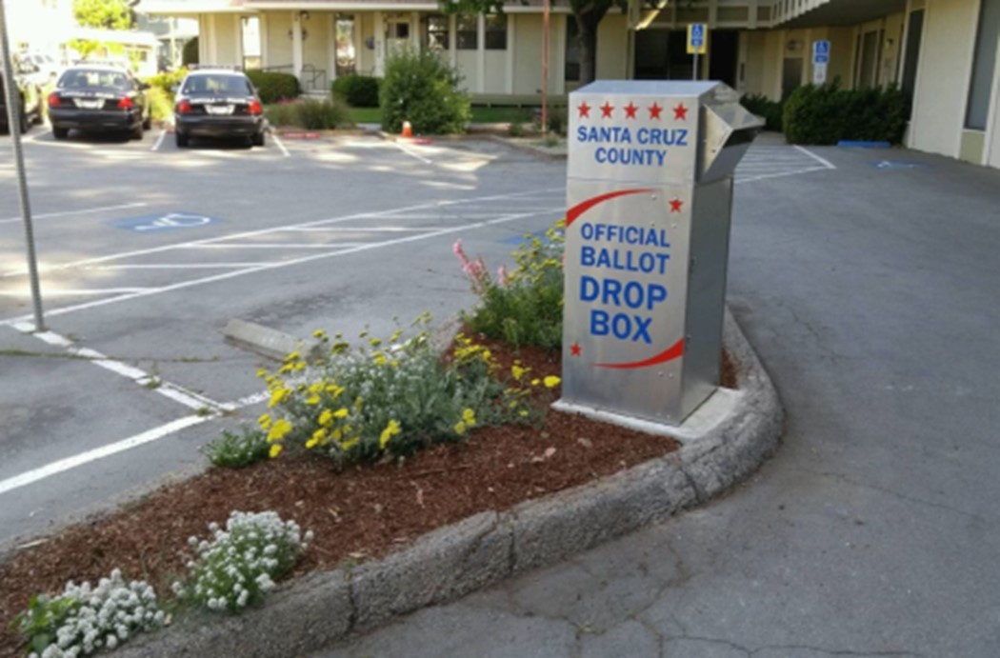 SANTA CRUZ
COUNTY
OFFICIAL
BALLOT
DROP
BOX